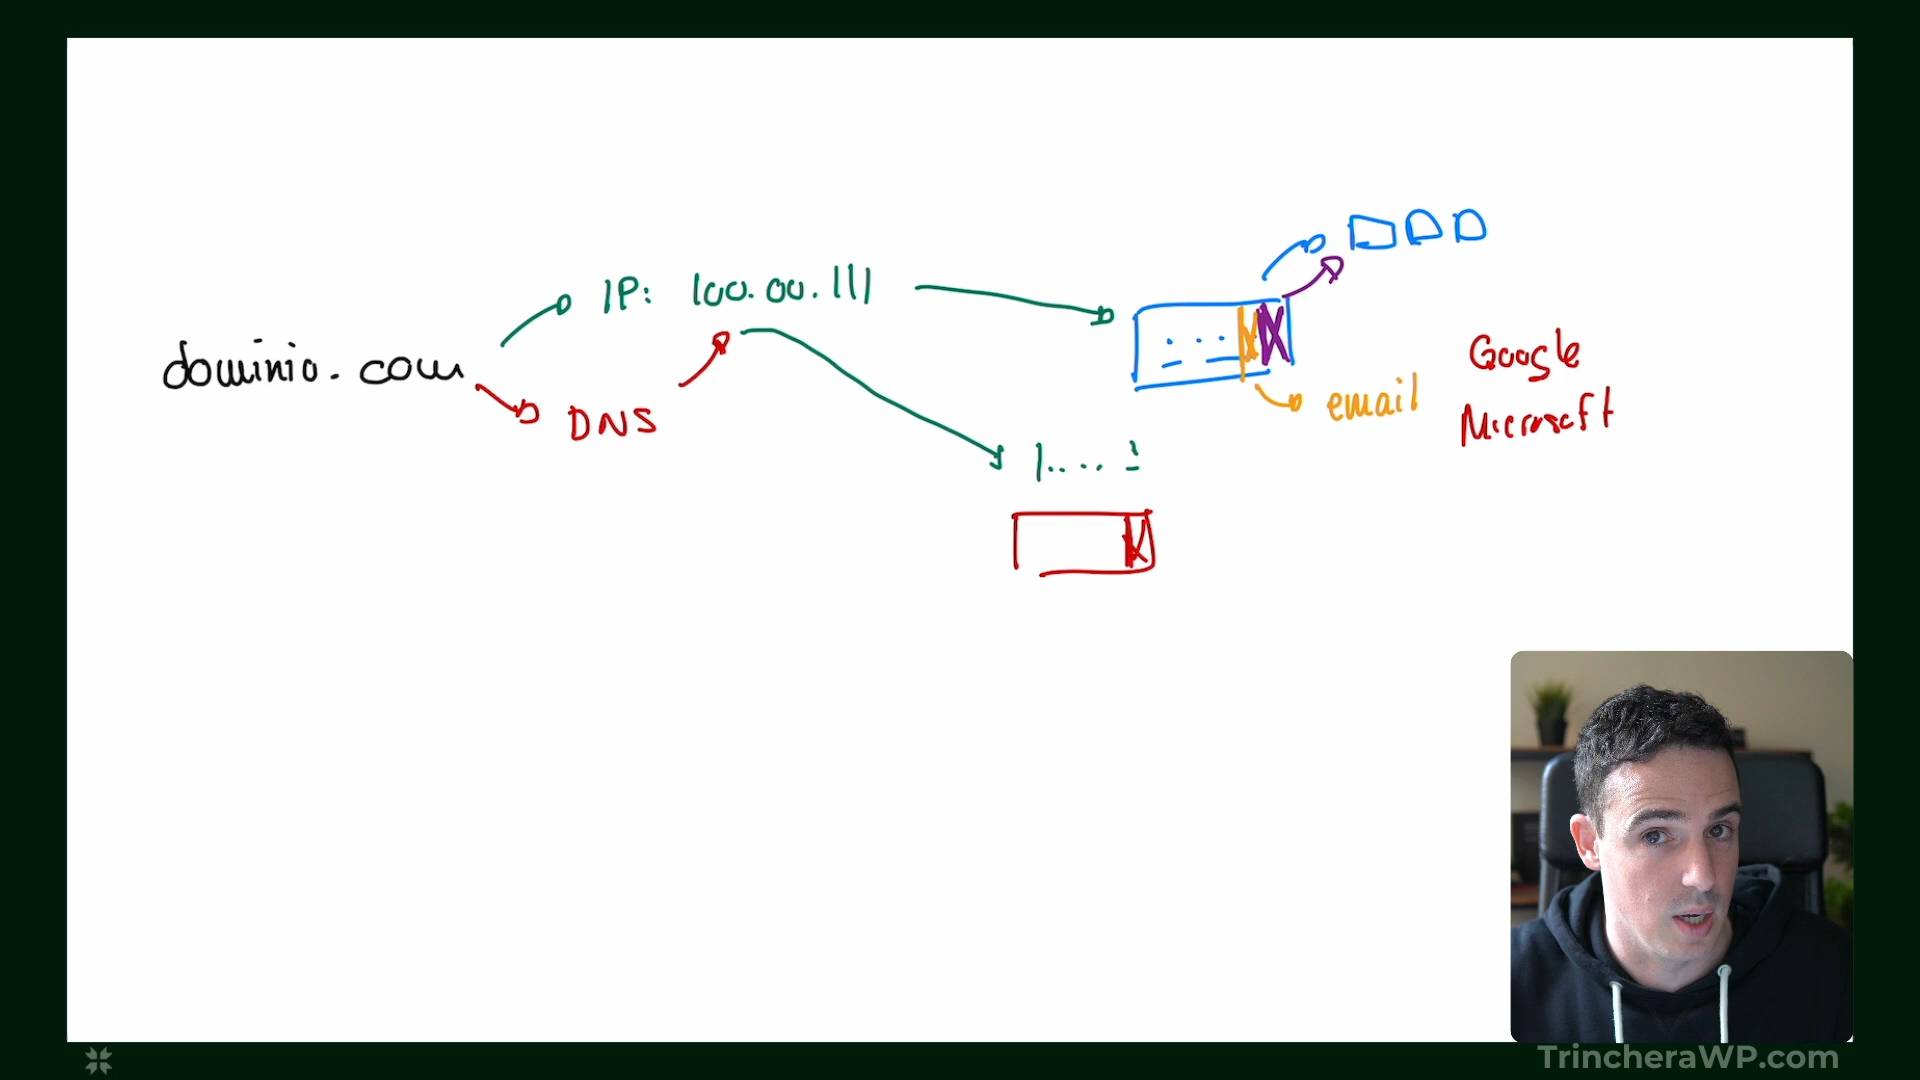 IP: 100.00.111
dominio.com
DNS
email
Google
Microsoft
TrincheraWP.com